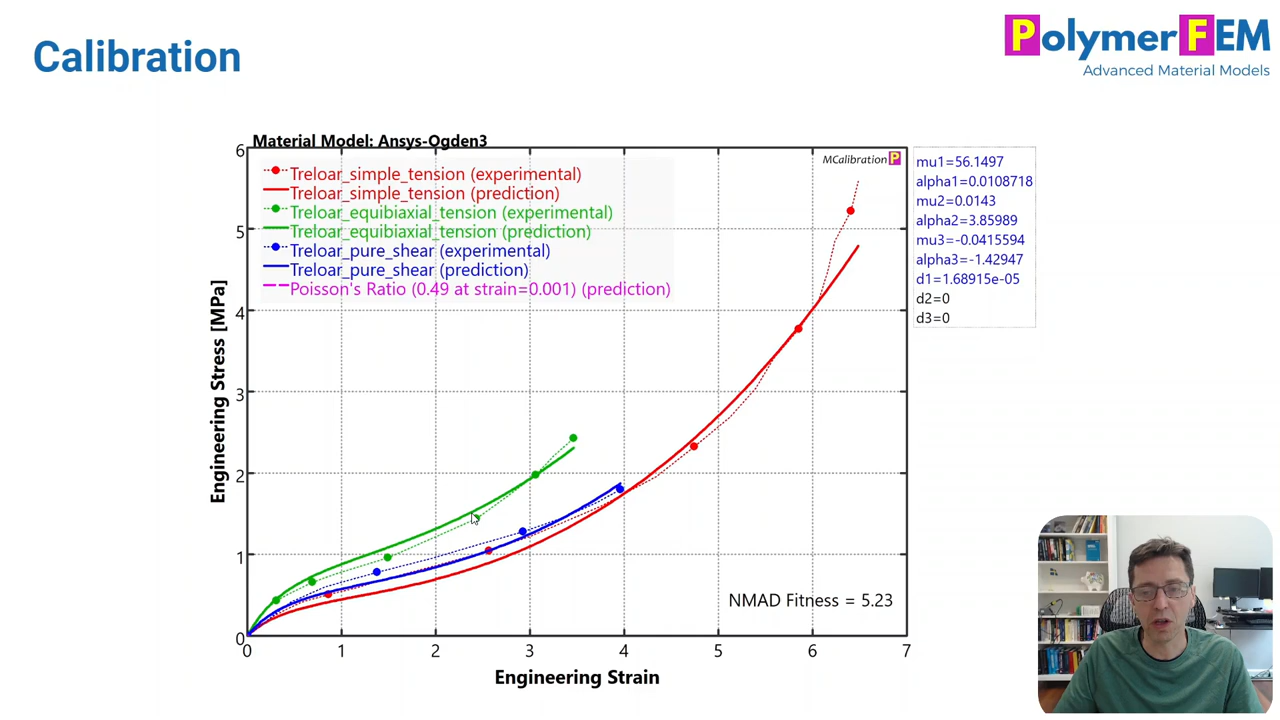 Calibration
PolymerFEM
Advanced Material Models
Material Model: Ansys-Ogden3
MCalibration P
Treloar_simple_tension (experimental)
Treloar_simple_tension (prediction)
Treloar_equibiaxial_tension (experimental)
Treloar_equibiaxial_tension (prediction)
Treloar_pure_shear (experimental)
Treloar_pure_shear (prediction)
Poisson's Ratio (0.49 at strain=0.001) (prediction)
mu1=56.1497
alpha1=0.0108718
mu2=0.0143
alpha2=3.85989
mu3=-0.0415594
alpha3=-1.42947
d1=1.68915e-05
d2=0
d3=0
6
5
4
3
2
1
0
Engineering Stress [MPa]
NMAD Fitness = 5.23
0 1 2 3 4 5 6 7
Engineering Strain